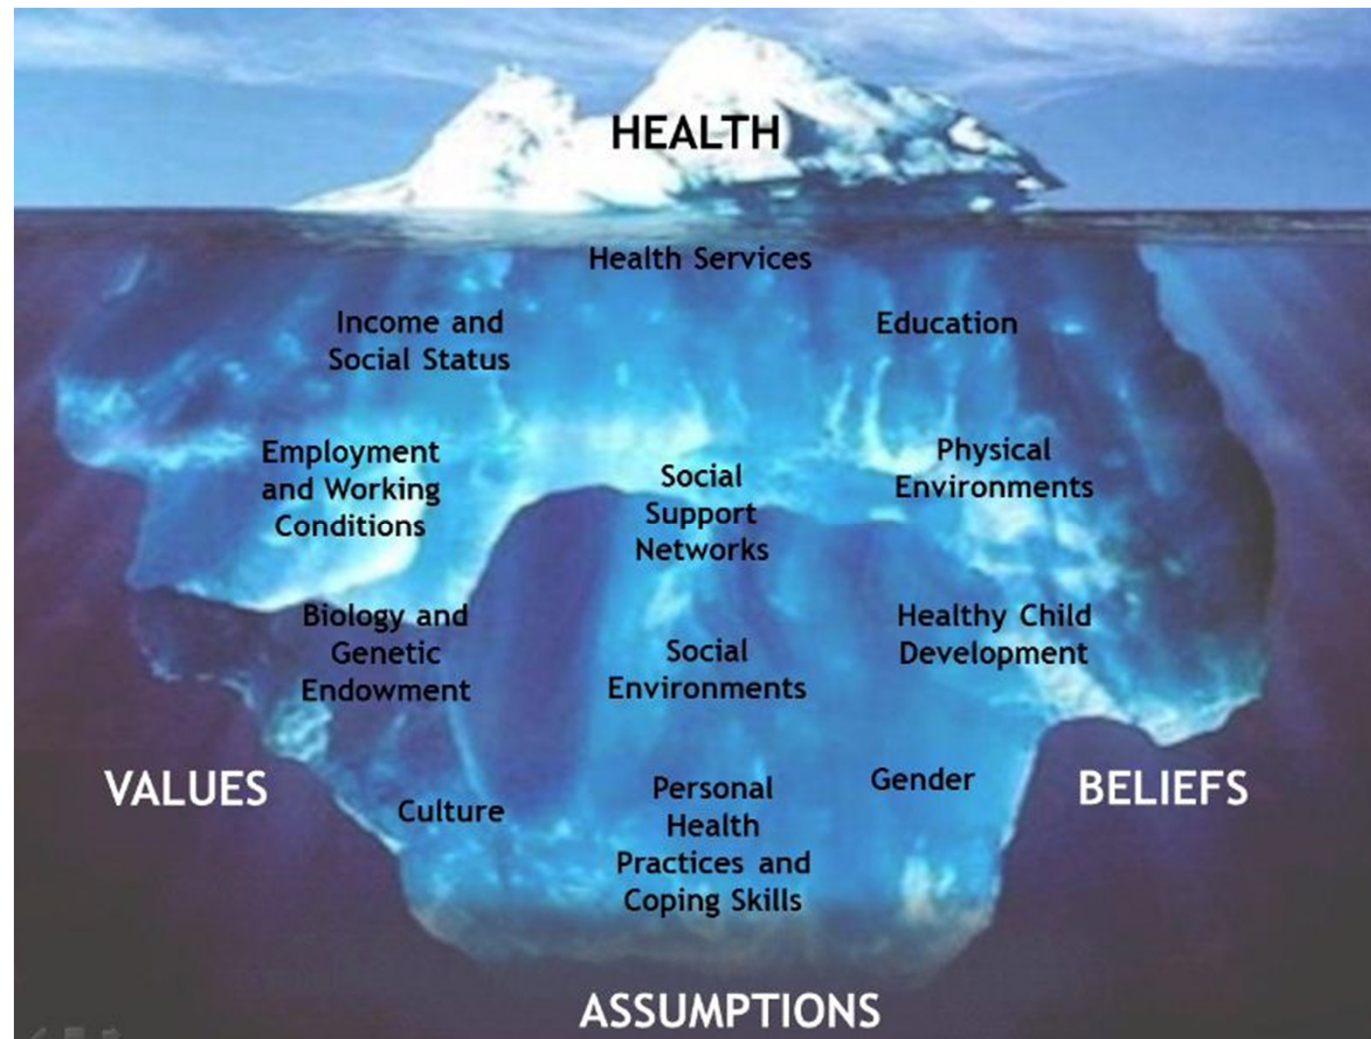 HEALTH
Health Services
Income and
Social Status
Education
Employment
and Working
Conditions
Social
Support
Networks
Physical
Environments
Biology and
Genetic
Endowment
Social
Environments
Healthy Child
Development
VALUES
Culture
Personal
Health
Practices and
Coping Skills
Gender
BELIEFS
ASSUMPTIONS